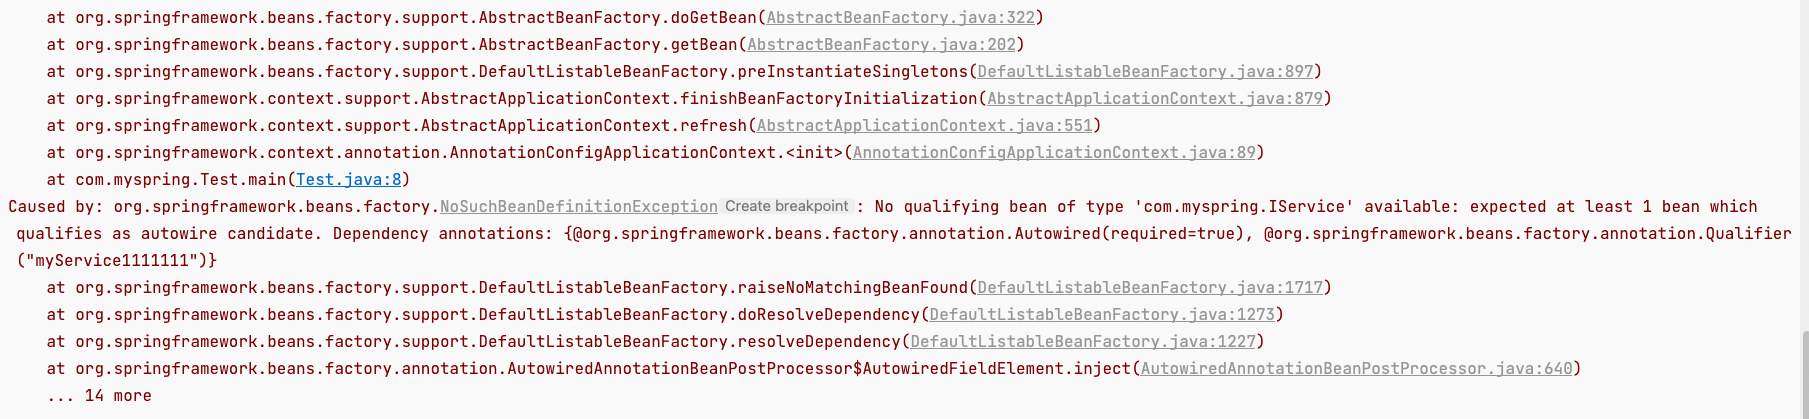 at org.springframework.beans.factory.support.AbstractBeanFactory.doGetBean(AbstractBeanFactory.java:322)
at org.springframework.beans.factory.support.AbstractBeanFactory.getBean(AbstractBeanFactory.java:202)
at org.springframework.beans.factory.support.DefaultListableBeanFactory.preInstantiateSingletons(DefaultListableBeanFactory.java:897)
at org.springframework.context.support.AbstractApplicationContext.finishBeanFactoryInitialization(AbstractApplicationContext.java:879)
at org.springframework.context.support.AbstractApplicationContext.refresh(AbstractApplicationContext.java:551)
at org.springframework.context.annotation.AnnotationConfigApplicationContext.<init>(AnnotationConfigApplicationContext.java:89)
at com.myspring.Test.main(Test.java:8)
Caused by: org.springframework.beans.factory.NoSuchBeanDefinitionException Create breakpoint : No qualifying bean of type 'com.myspring.IService' available: expected at least 1 bean which
qualifies as autowire candidate. Dependency annotations: {@org.springframework.beans.factory.annotation.Autowired(required=true), @org.springframework.beans.factory.annotation.Qualifier
("myService1111111")}
at org.springframework.beans.factory.support.DefaultListableBeanFactory.raiseNoMatchingBeanFound(DefaultListableBeanFactory.java:1717)
at org.springframework.beans.factory.support.DefaultListableBeanFactory.doResolveDependency(DefaultListableBeanFactory.java:1273)
at org.springframework.beans.factory.support.DefaultListableBeanFactory.resolveDependency(DefaultListableBeanFactory.java:1227)
at org.springframework.beans.factory.annotation.AutowiredAnnotationBeanPostProcessor$AutowiredFieldElement.inject(AutowiredAnnotationBeanPostProcessor.java:640)
... 14 more